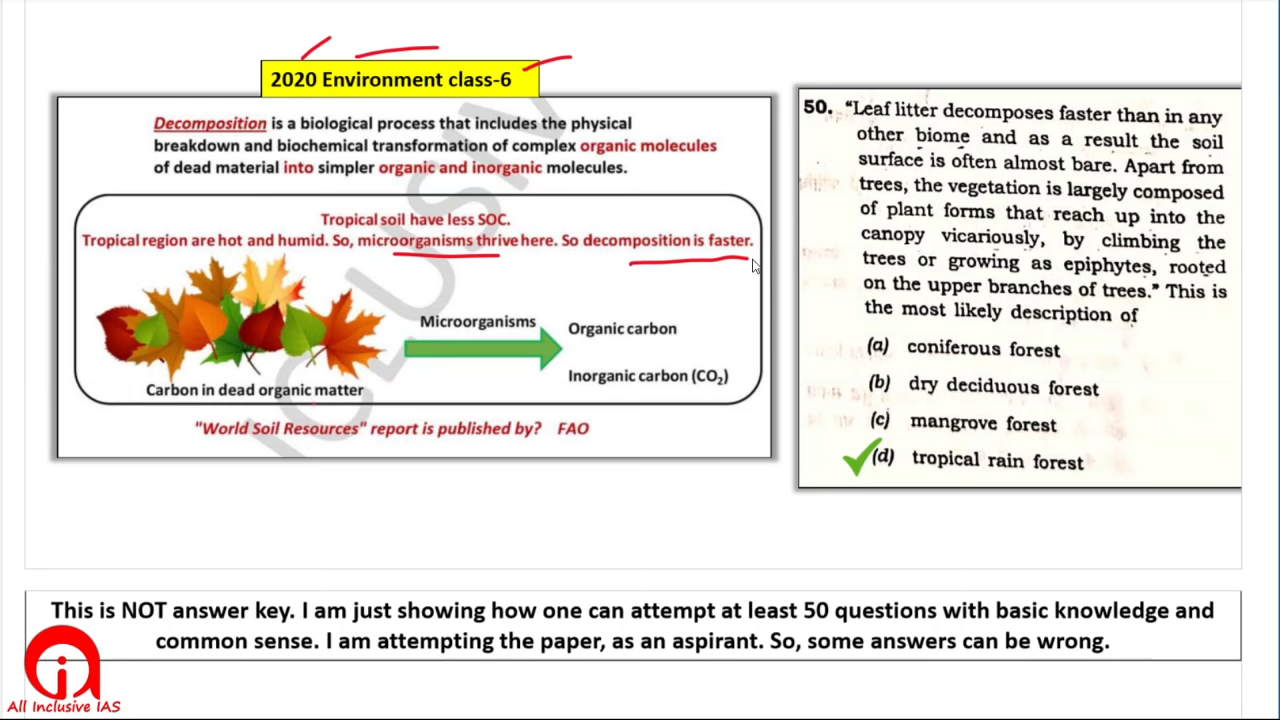 2020 Environment class-6
Decomposition is a biological process that includes the physical
breakdown and biochemical transformation of complex organic molecules
of dead material into simpler organic and inorganic molecules.
Tropical soil have less SOC.
Tropical region are hot and humid. So, microorganisms thrive here. So decomposition is faster.
Microorganisms
Organic carbon
Inorganic carbon (CO₂)
Carbon in dead organic matter
"World Soil Resources" report is published by? FAO
50. "Leaf litter decomposes faster than in any
other biome and as a result the soil
surface is often almost bare. Apart from
trees, the vegetation is largely composed
of plant forms that reach up into the
canopy vicariously, by climbing the
trees or growing as epiphytes, rooted
on the upper branches of trees." This is
the most likely description of
(a) coniferous forest
(b) dry deciduous forest
(c) mangrove forest
(d) tropical rain forest
This is NOT answer key. I am just showing how one can attempt at least 50 questions with basic knowledge and
common sense. I am attempting the paper, as an aspirant. So, some answers can be wrong.
All Inclusive IAS